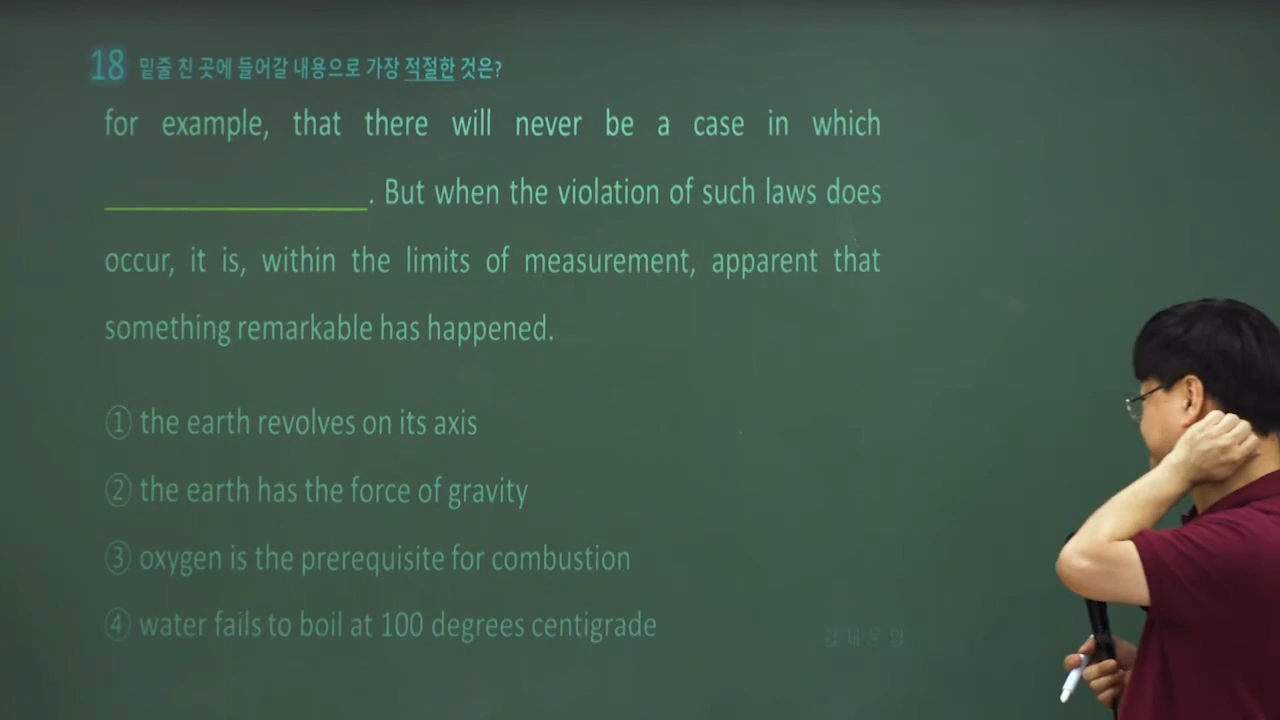 18 밑줄 친 곳에 들어갈 내용으로 가장 적절한 것은?
for example, that there will never be a case in which
. But when the violation of such laws does
occur, it is, within the limits of measurement, apparent that
something remarkable has happened.
① the earth revolves on its axis
② the earth has the force of gravity
③ oxygen is the prerequisite for combustion
④ water fails to boil at 100 degrees centigrade